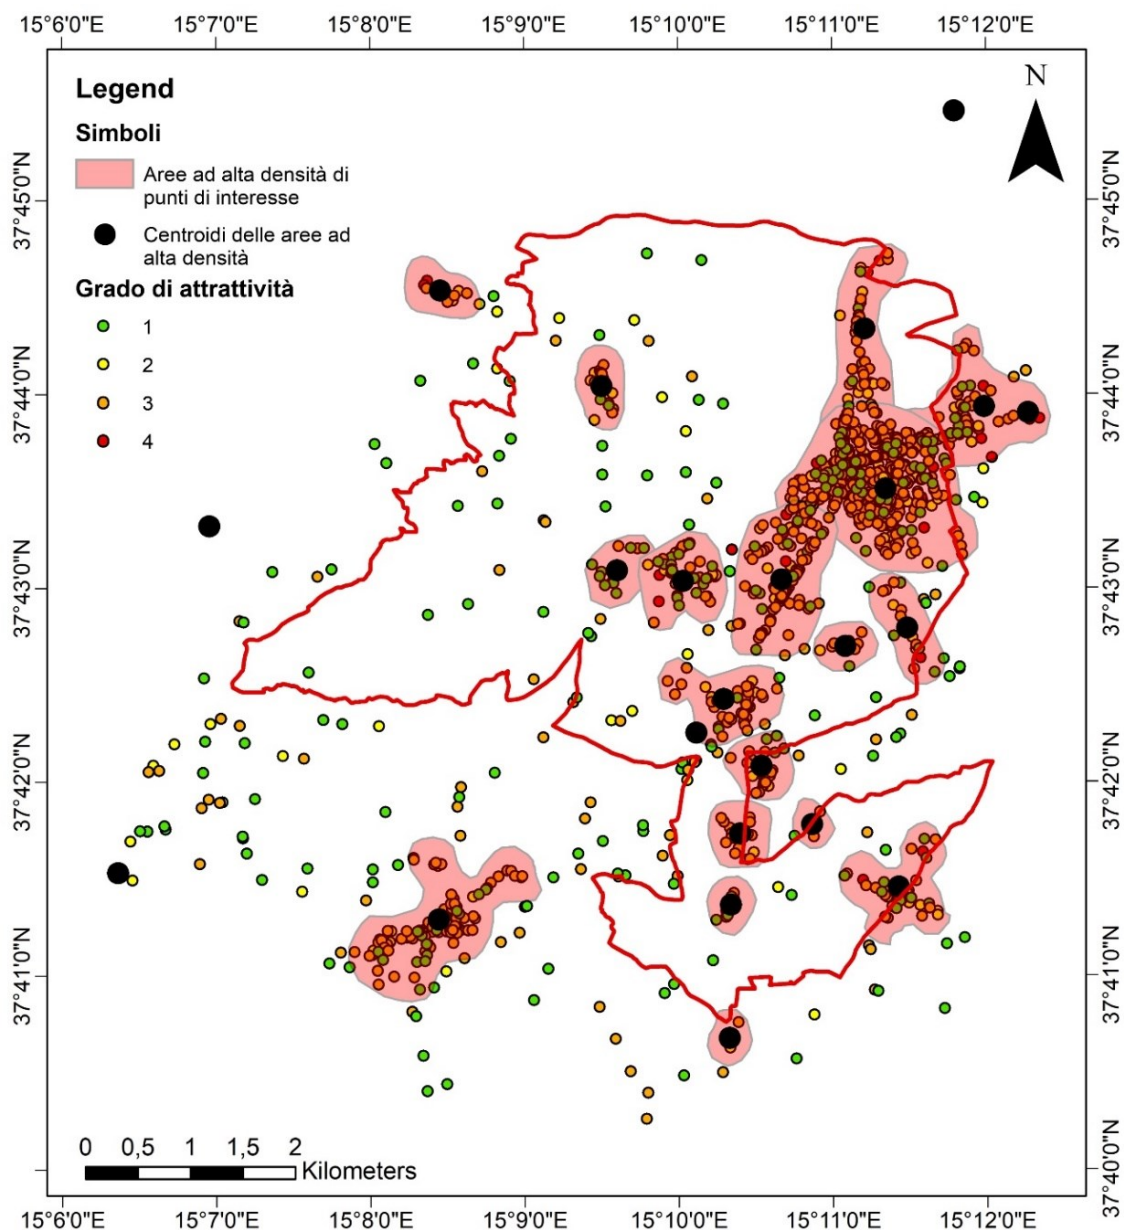 15°6'0"E 15°7'0"E 15°8'0"E 15°9'0"E 15°10'0"E 15°11'0"E 15°12'0"E
Legend
Simboli
Aree ad alta densità di
punti di interesse
Centroidi delle aree ad
alta densità
Grado di attrattività
1
2
3
4
N
37°45'0"N
37°44'0"N
37°43'0"N
37°42'0"N
37°41'0"N
37°45'0"N
37°44'0"N
37°43'0"N
37°42'0"N
37°41'0"N
37°40'0"N
0 0,5 1 1,5 2
Kilometers
15°6'0"E 15°7'0"E 15°8'0"E 15°9'0"E 15°10'0"E 15°11'0"E 15°12'0"E